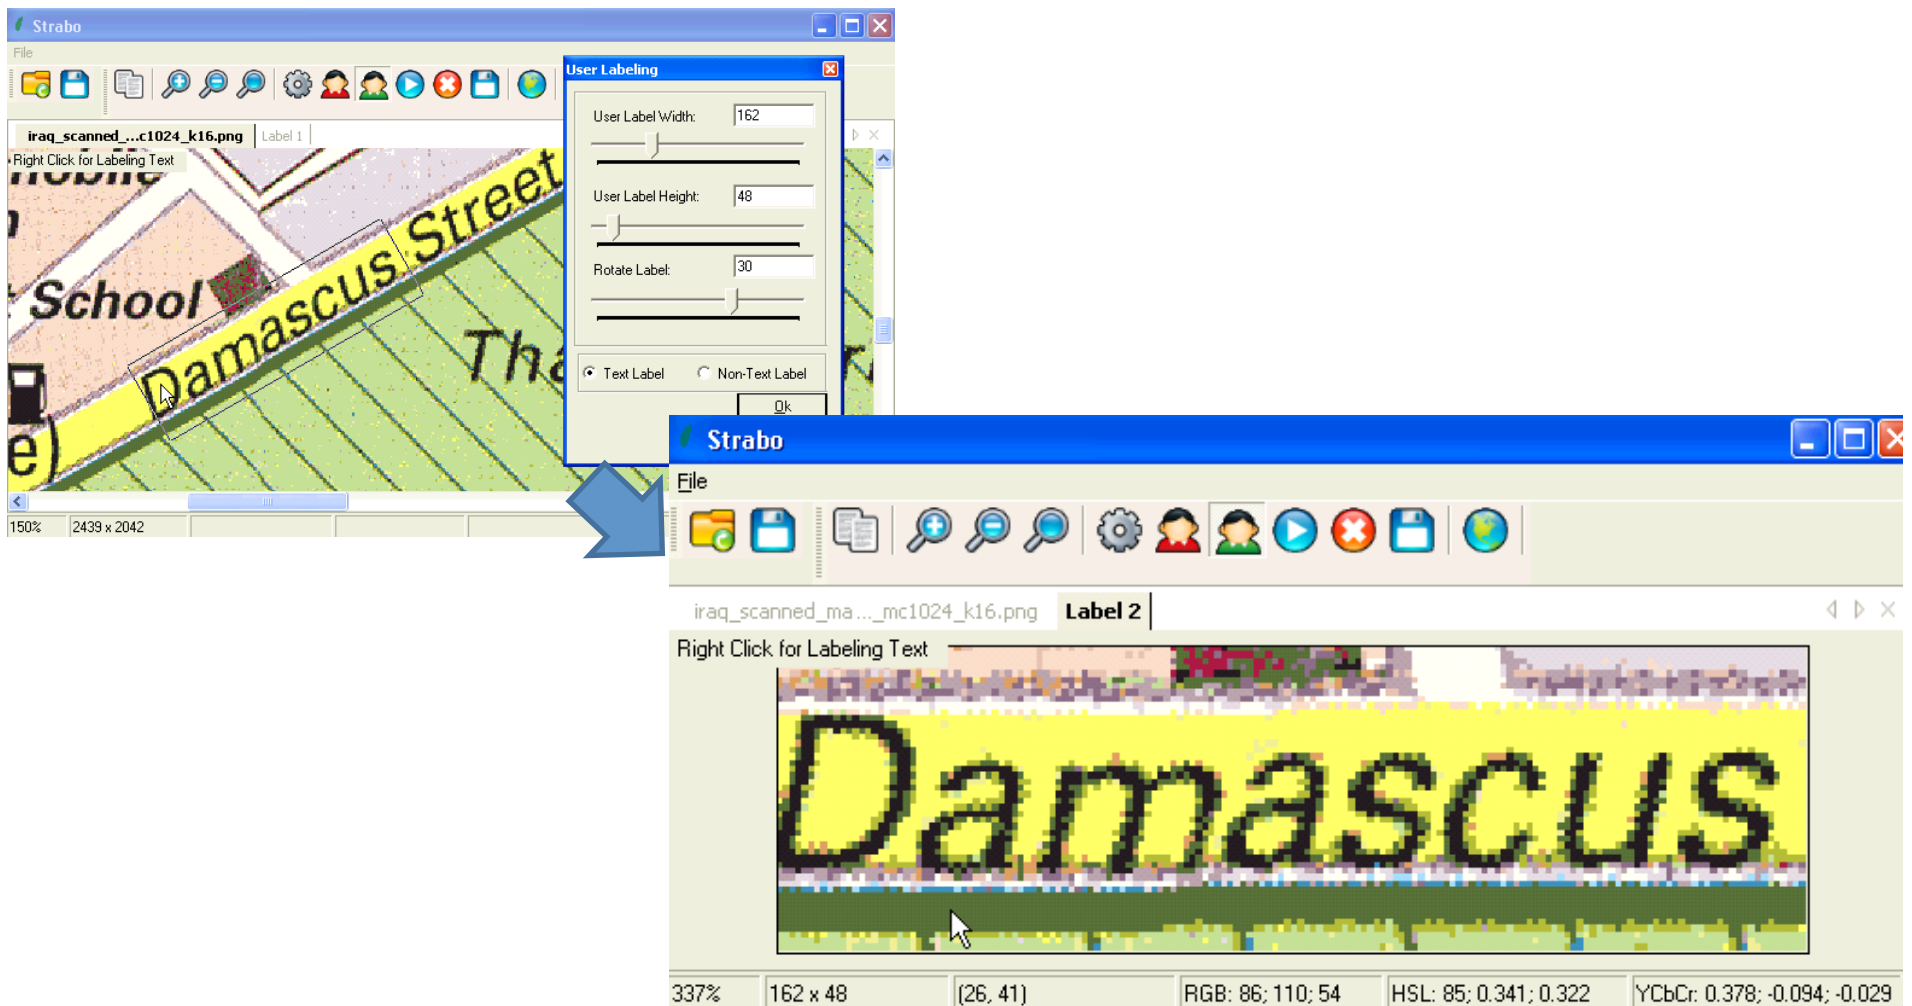 Strabo
File
User Labeling
User Label Width: 162
iraq_scanned_...c1024_k16.png Label 1
Right Click for Labeling Text
Street
User Label Height: 48
Rotate Label: 30
School
Damascus
Text Label Non-Text Label
Ok
e)
150% 2439 x 2042
Strabo
File
iraq_scanned_ma..._mc1024_k16.png Label 2
Right Click for Labeling Text
Damascus
337% 162 x 48 (26, 41) RGB: 86; 110; 54 HSL: 85; 0.341; 0.322 YCbCr: 0.378; -0.094; -0.029